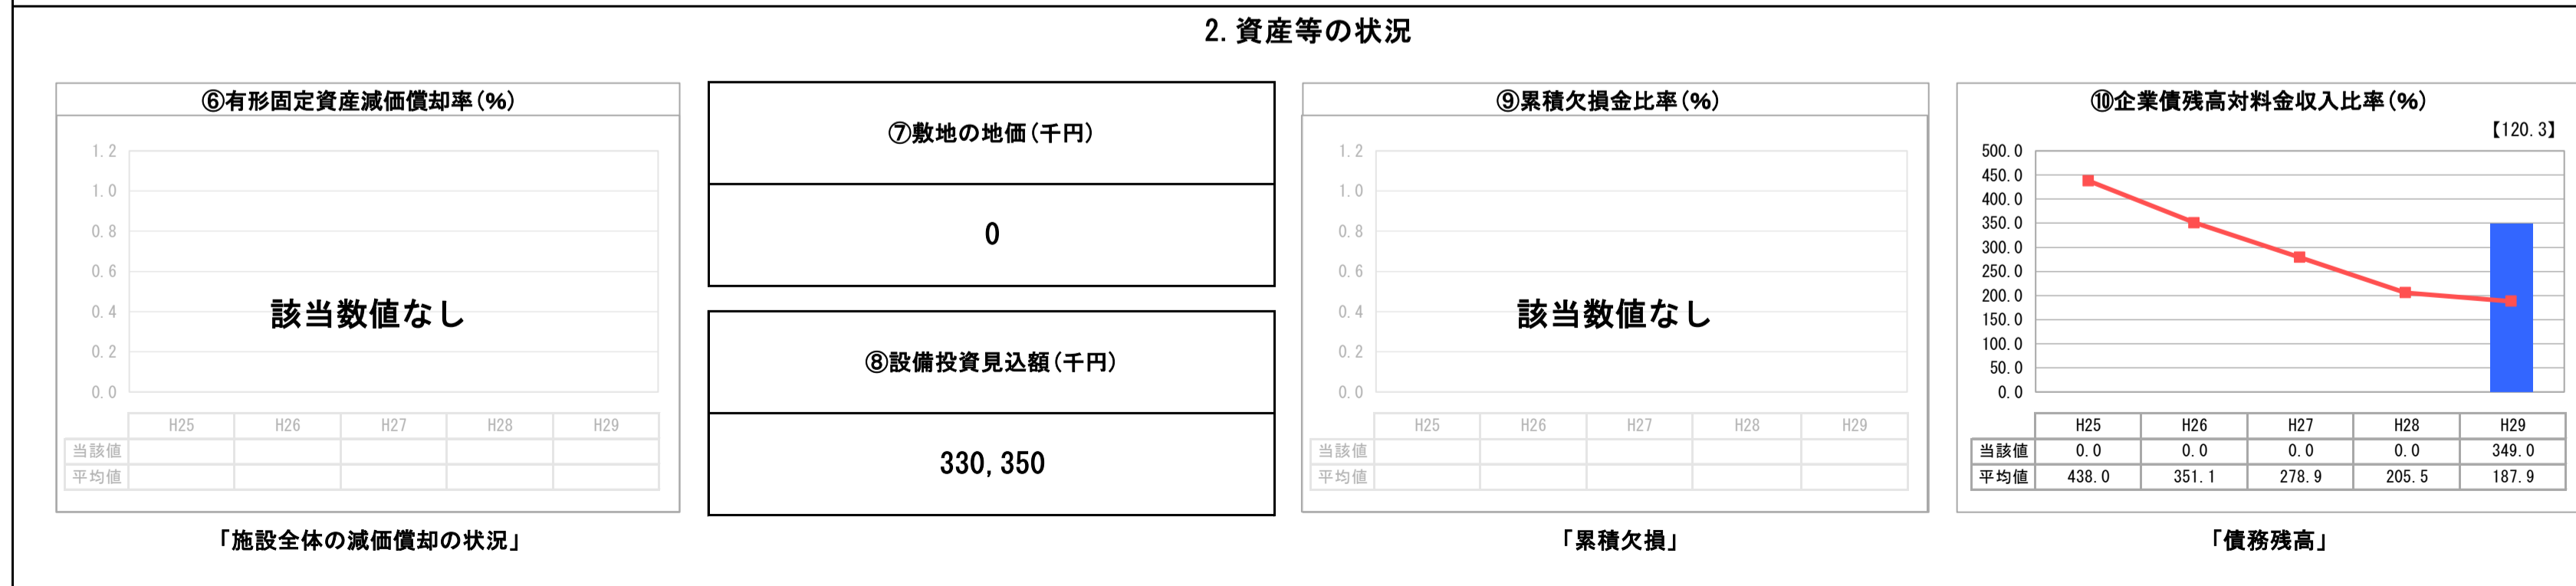 2.資産等の状況
⑥有形固定資産減価償却率(%)
1.2
1.0
0.8
0.6
0.4
0.2
0.0
該当数値なし
H25 H26 H27 H28 H29
当該値
平均値
「施設全体の減価償却の状況」
⑦敷地の地価(千円)
0
⑧設備投資見込額(千円)
330,350
⑨累積欠損金比率(%)
1.2
1.0
0.8
0.6
0.4
0.2
0.0
該当数値なし
H25 H26 H27 H28 H29
当該値
平均値
「累積欠損」
⑩企業債残高対料金収入比率(%)
【120.3】
500.0
450.0
400.0
350.0
300.0
250.0
200.0
150.0
100.0
50.0
0.0
H25 H26 H27 H28 H29
当該値 0.0 0.0 0.0 0.0 349.0
平均値 438.0 351.1 278.9 205.5 187.9
「債務残高」